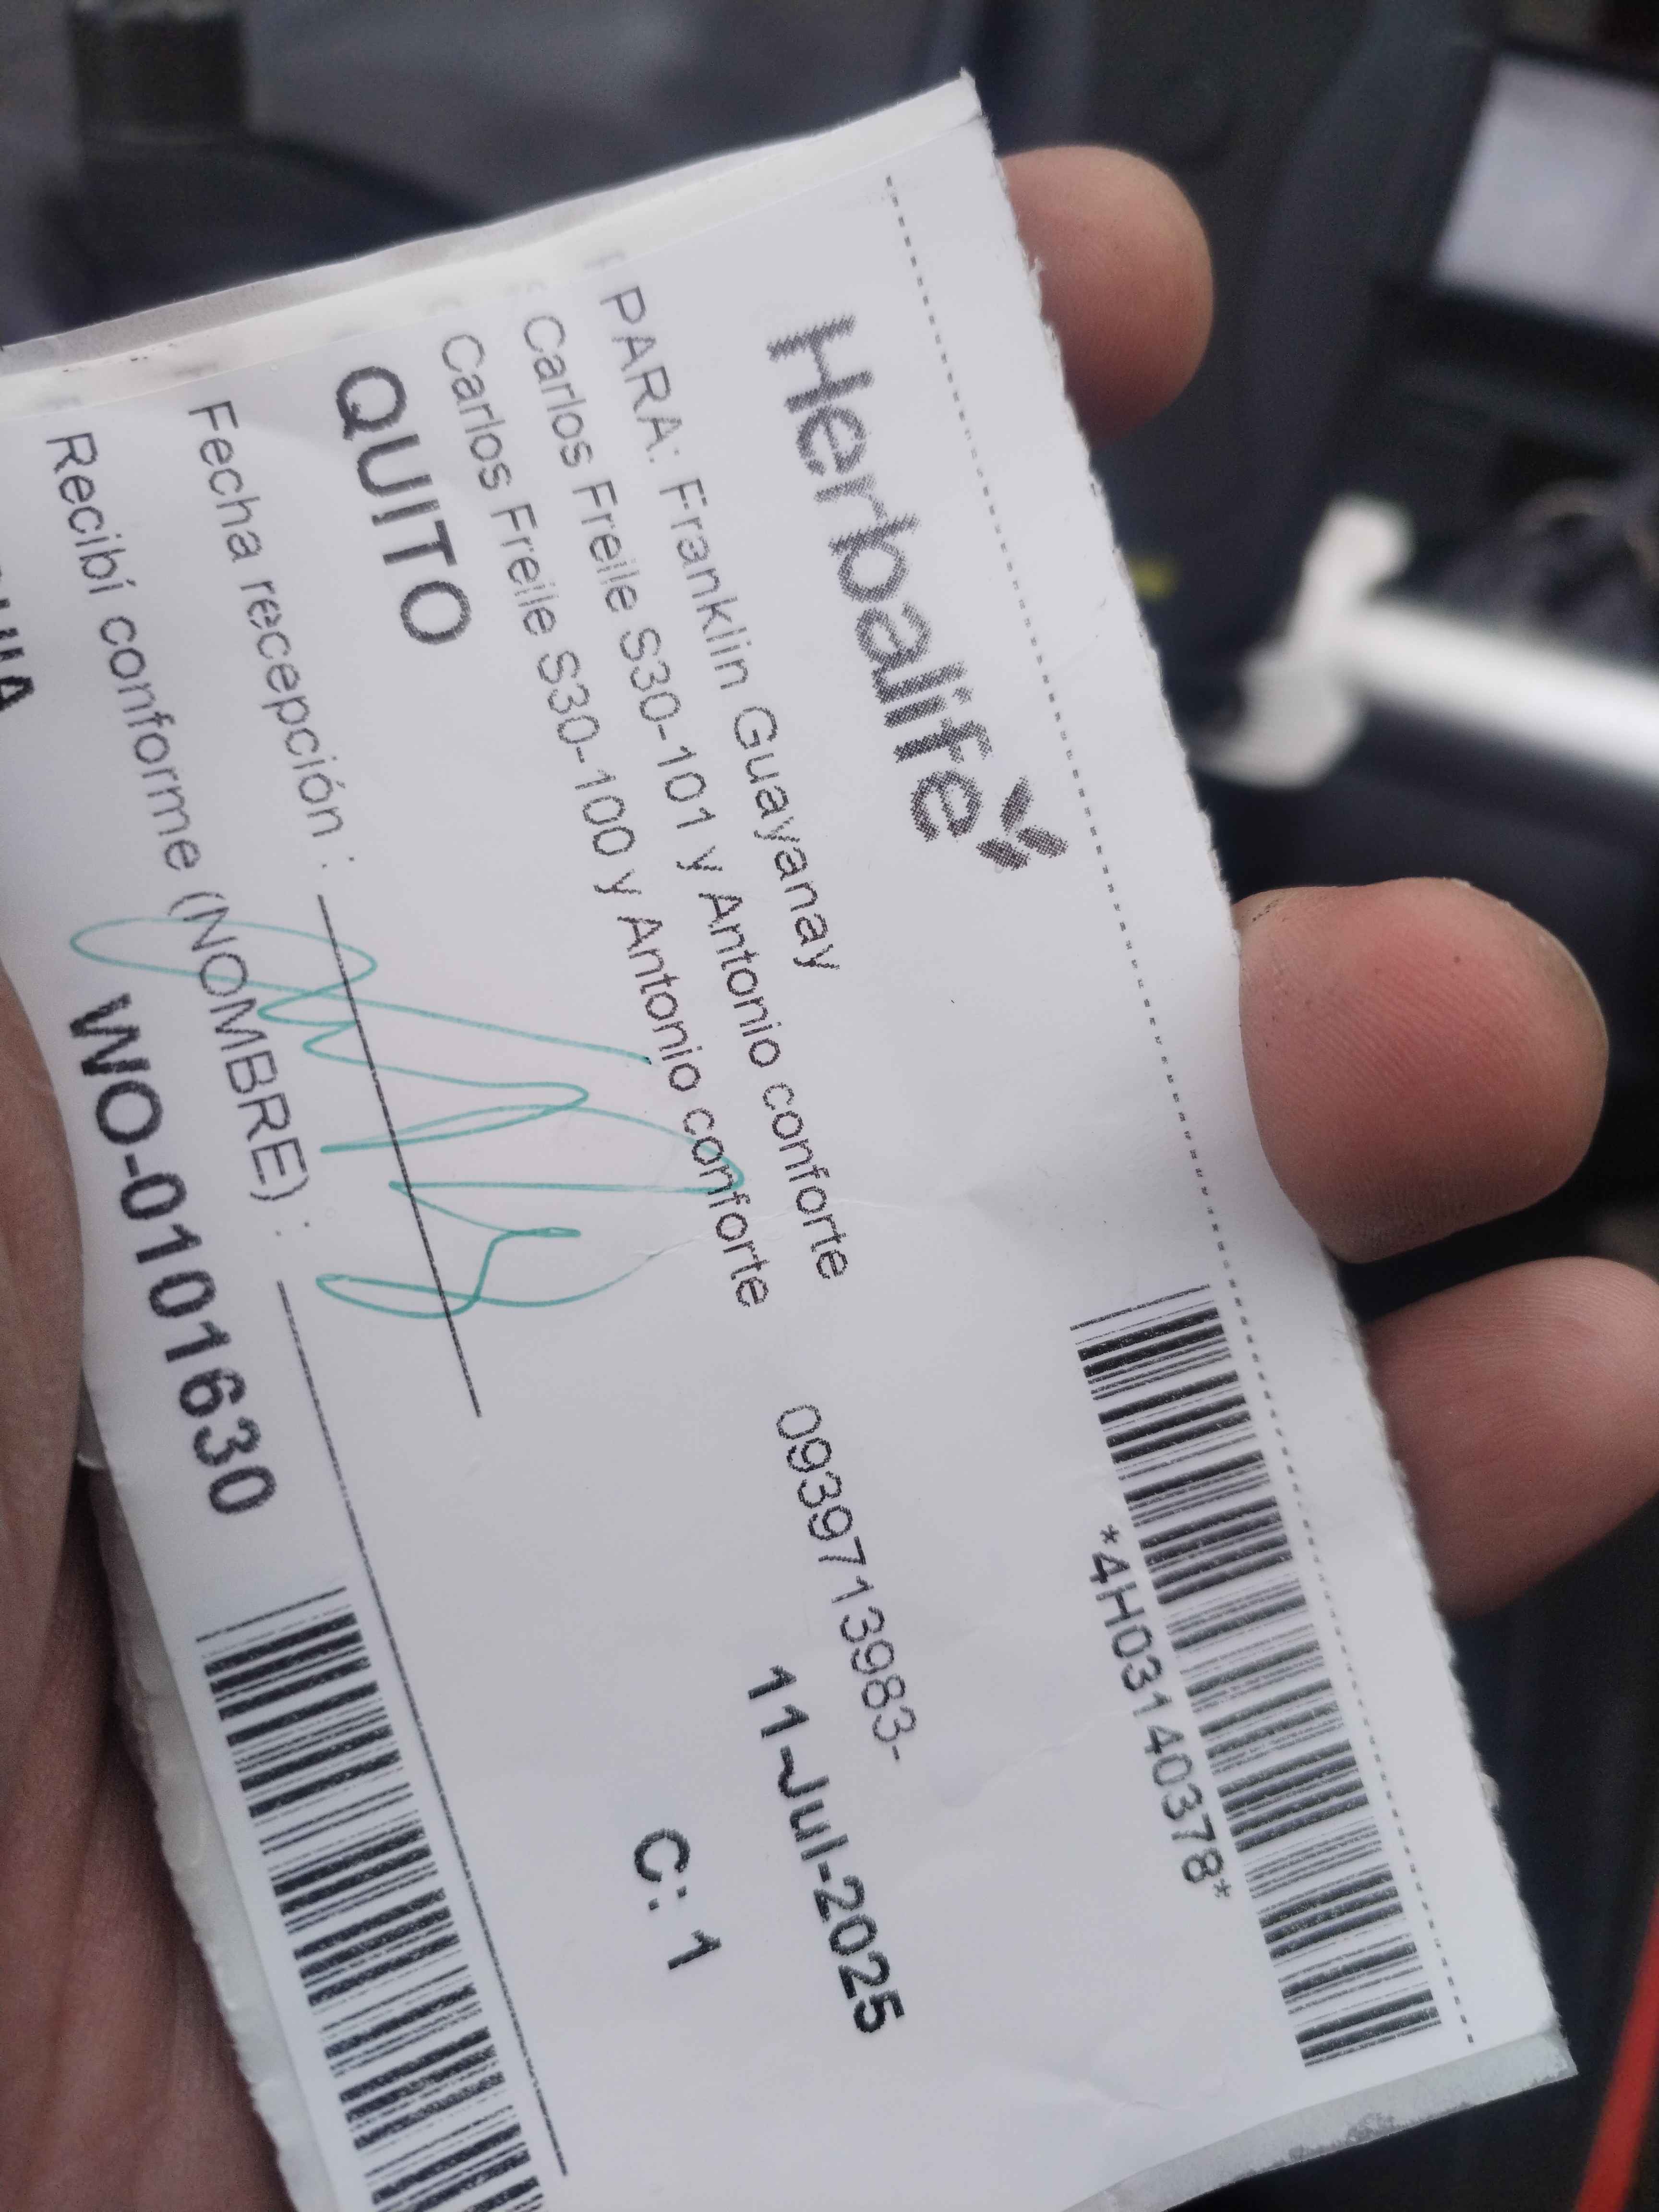 Herbalife
*4H03140378*
PARA: Franklin Guayanay
Carlos Freile S30-101 y Antonio conforte 0939713983-
Carlos Freile S30-100 y Antonio conforte 11-Jul-2025
QUITO C: 1
Fecha recepción :
Recibí conforme (NOMBRE) :
WO-0101630